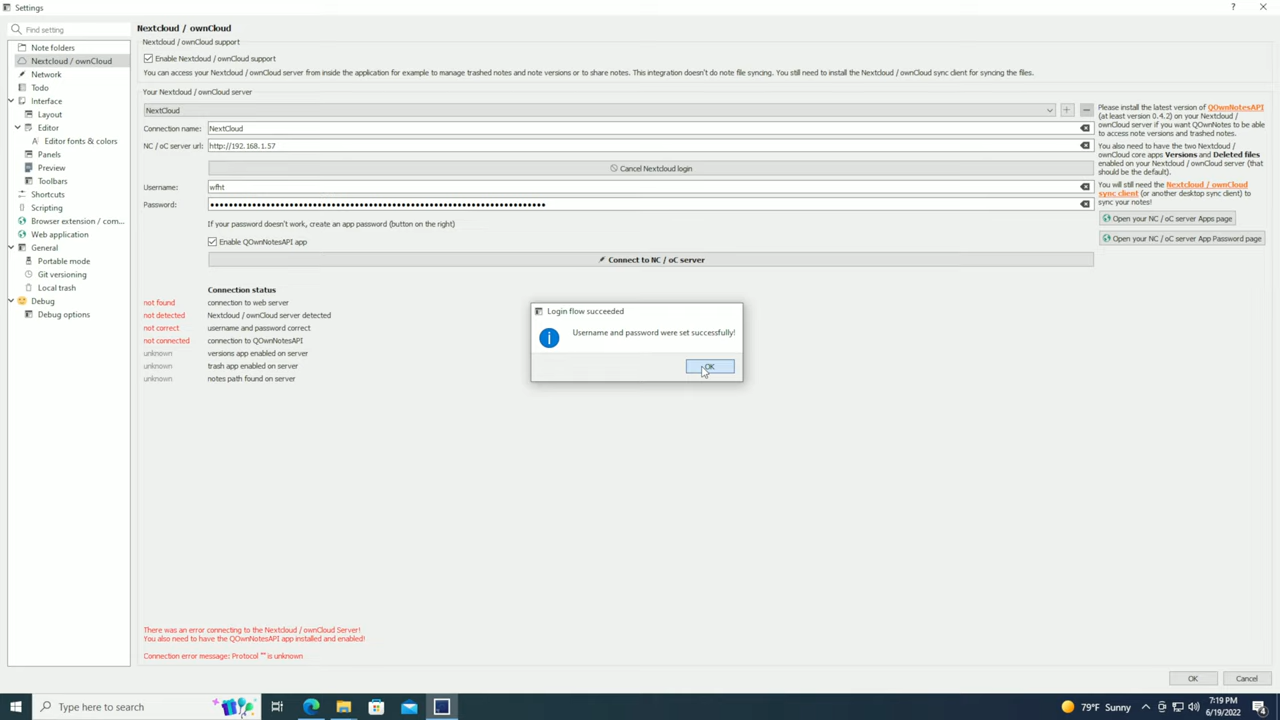 Settings
Find setting
Note folders
Nextcloud / ownCloud
Network
Todo
Interface
Layout
Editor
Editor fonts & colors
Panels
Preview
Toolbars
Shortcuts
Scripting
Browser extension / com...
Web application
General
Portable mode
Git versioning
Local trash
Debug
Debug options
Nextcloud / ownCloud
Nextcloud / ownCloud support
Enable Nextcloud / ownCloud support
You can access your Nextcloud / ownCloud server from inside the application for example to manage trashed notes and note versions or to share notes. This integration doesn't do note file syncing. You still need to install the Nextcloud / ownCloud sync client for syncing the files.
Your Nextcloud / ownCloud server
NextCloud
Connection name: NextCloud
NC / oC server url: http://192.168.1.57
Cancel Nextcloud login
Username: wfht
Password: ••••••••••••••••••••••••••••••••••••••••••••••••••••••••••••••••••••••••
If your password doesn't work, create an app password (button on the right)
Enable QOwnNotesAPI app
Connect to NC / oC server
Connection status
not found connection to web server
not detected Nextcloud / ownCloud server detected
not correct username and password correct
not connected connection to QOwnNotesAPI
unknown versions app enabled on server
unknown trash app enabled on server
unknown notes path found on server
There was an error connecting to the Nextcloud / ownCloud Server!
You also need to have the QOwnNotesAPI app installed and enabled!
Connection error message: Protocol "" is unknown
Please install the latest version of QOwnNotesAPI
(at least version 0.4.2) on your Nextcloud /
ownCloud server if you want QOwnNotes to be
able to access note versions and trashed notes.
You also need to have the two Nextcloud /
ownCloud core apps Versions and Deleted files
enabled on your Nextcloud / ownCloud server (that
should be the default).
You will still need the Nextcloud / ownCloud
sync client (or another desktop sync client) to
sync your notes!
Open your NC / oC server Apps page
Open your NC / oC server App Password page
Login flow succeeded
Username and password were set successfully!
OK
OK
Cancel
Type here to search
79°F Sunny
7:19 PM
6/19/2022
4